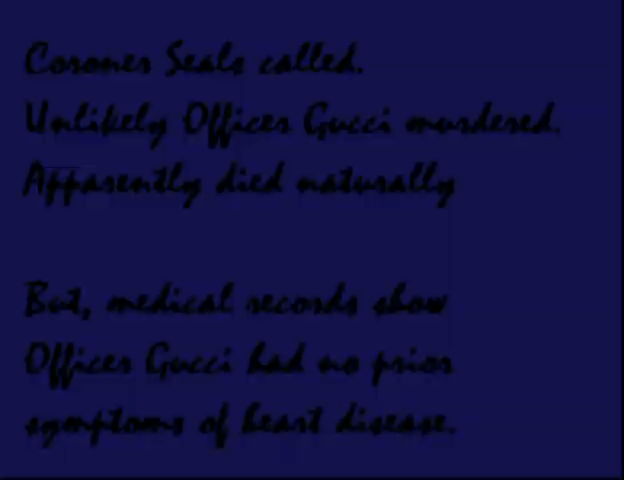 Coroner Seals called.
Unlikely Officer Gucci murdered.
Apparently died naturally
But, medical records show
Officer Gucci had no prior
symptoms of heart disease.